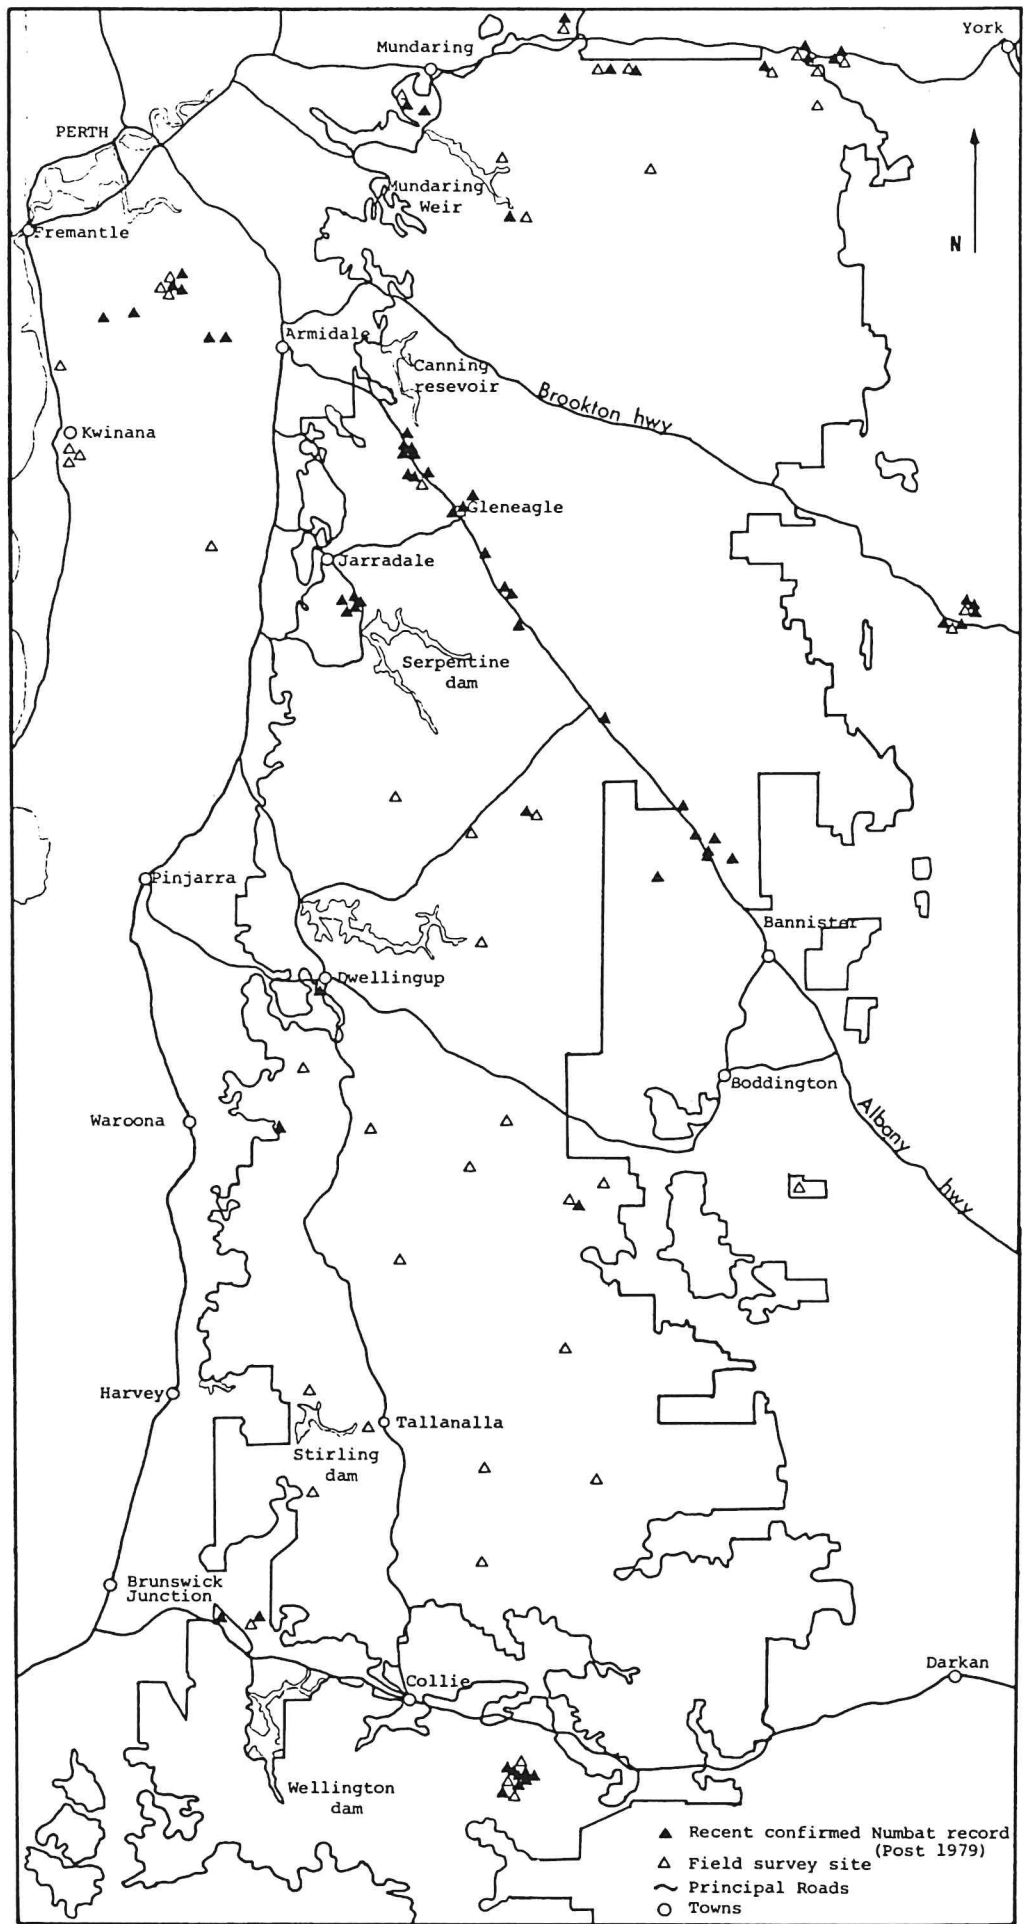 York
Mundaring
PERTH
Mundaring
Weir
Fremantle
N
Armidale
Canning
resevoir
Brookton hwy
Kwinana
Gleneagle
Jarradale
Serpentine
dam
Pinjarra
Bannister
Dwellingup
Boddington
Waroona
Albany
hwy
Harvey
Tallanalla
Stirling
dam
Brunswick
Junction
Collie
Darkan
Wellington
dam
Recent confirmed Numbat record
(Post 1979)
Field survey site
Principal Roads
Towns